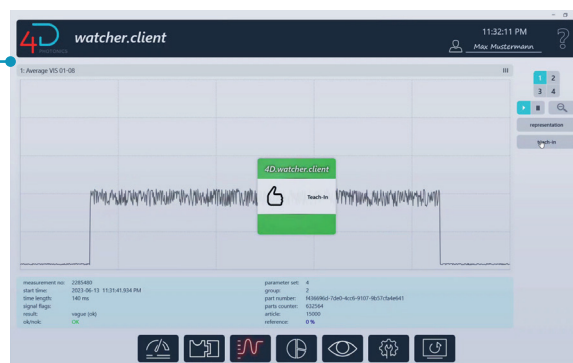 4D
PHOTONICS
watcher.client
11:32:11 PM
Max Mustermann
1: Average VIS 01-08
1 2
3 4
representation
teach-in
4D.watcher.client
Teach-In
measurement no: 2285480
start time: 2023-06-13 11:31:41,934 PM
time length: 140 ms
signal flags:
result: vague (ok)
ok/nok: OK
parameter set: 4
group: 2
part number: f436696d-7de0-4cc6-9107-9b57cfa4e641
parts counter: 632564
article: 15000
reference: 0 %